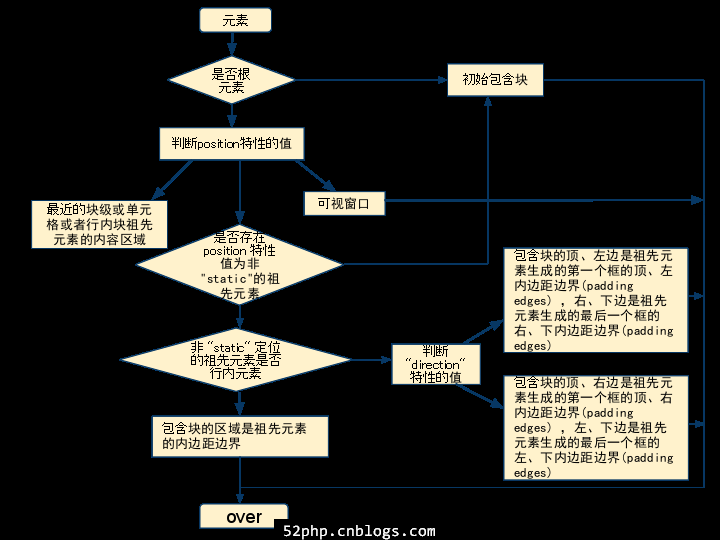 元素
是否根
元素
初始包含块
判断position特性的值
可视窗口
最近的块级或单元
格或者行内块祖先
元素的内容区域
是否存在
position 特性
值为非
"static"的祖
先元素
包含块的顶、左边是祖先元
素生成的第一个框的顶、左
内边距边界(padding
edges) ，右、下边是祖先
元素生成的最后一个框的
右、下内边距边界(padding
edges)
非 “static“ 定位
的祖先元素是否
行内元素
判断
“direction“
特性的值
包含块的顶、右边是祖先元
素生成的第一个框的顶、右
内边距边界(padding
edges) ，左、下边是祖先
元素生成的最后一个框的
左、下内边距边界(padding
edges)
包含块的区域是祖先元素
的内边距边界
over
52php.cnblogs.com